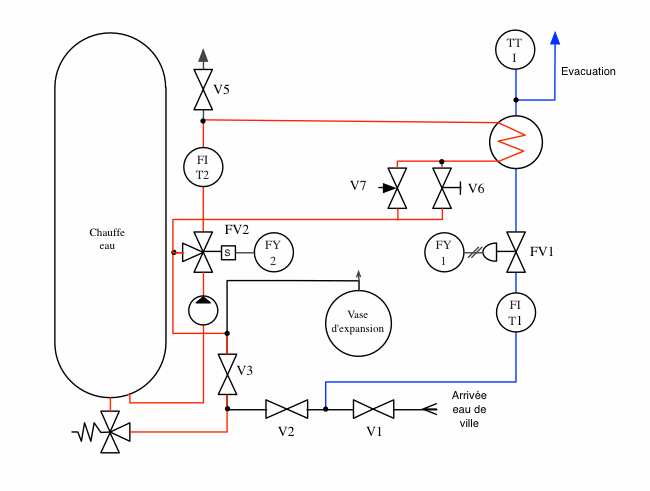 TT
I
Evacuation
V5
FI
T2
V7
V6
Chauffe
eau
FV2
S
FY
2
FY
1
FV1
FI
T1
Vase
d'expansion
V3
Arrivée
eau de
ville
V2
V1